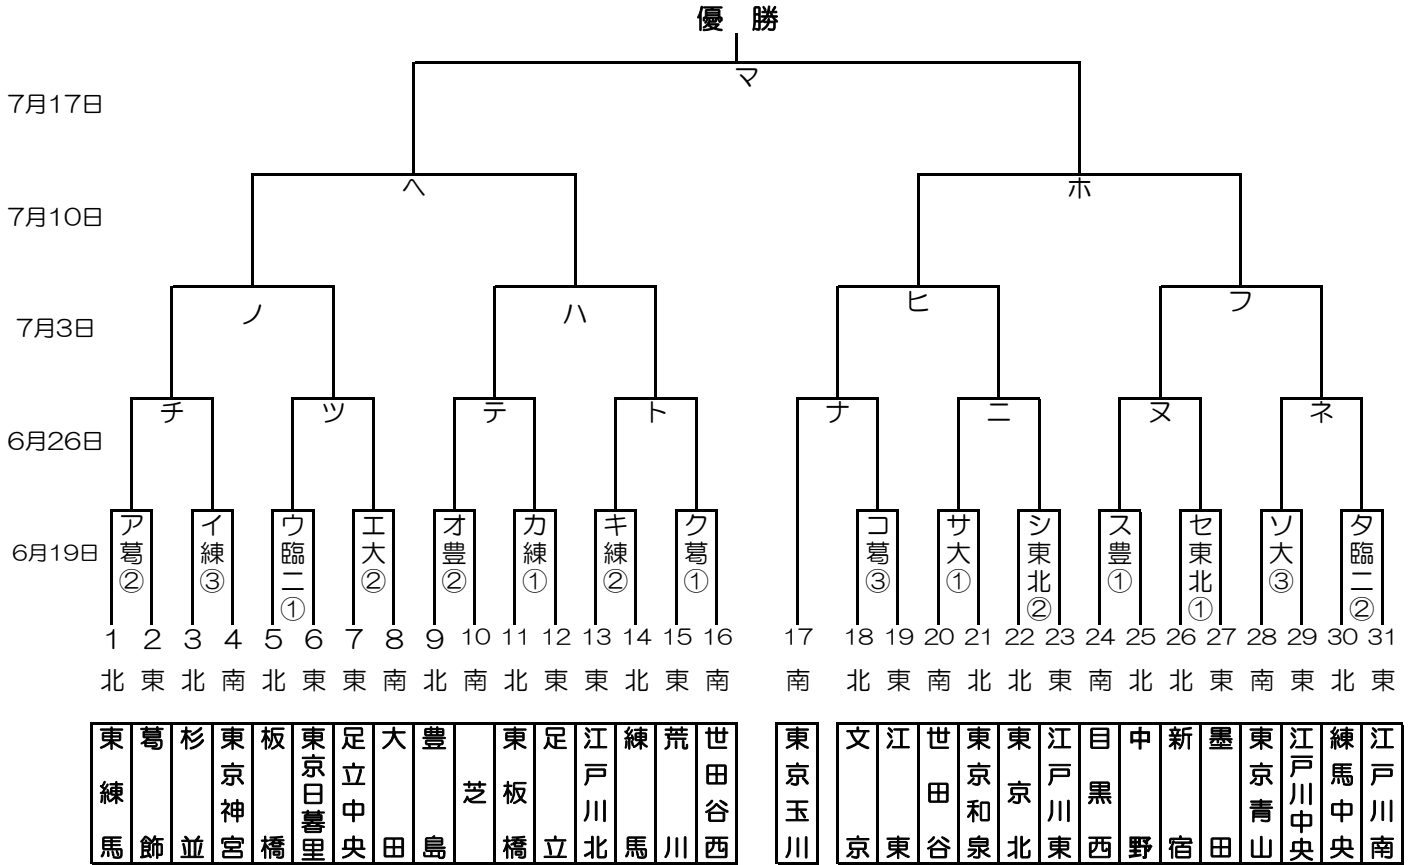 優 勝
マ
7月17日
ヘ
ホ
7月10日
ノ
ハ
ヒ
フ
7月3日
チ
ツ
テ
ト
ナ
ニ
ヌ
ネ
6月26日
6月19日
ア葛②
イ練③
ウ臨二①
エ大②
オ豊②
カ練①
キ練②
ク葛①
コ葛③
サ大①
シ東北②
ス豊①
セ東北①
ソ大③
タ臨二②
1 2 3 4 5 6 7 8 9 10 11 12 13 14 15 16 17 18 19 20 21 22 23 24 25 26 27 28 29 30 31
北 東 北 南 北 東 東 南 北 南 北 東 東 北 東 南 南 北 東 南 北 北 東 南 北 北 東 南 東 北 東
東練馬
葛飾
杉並
東京神宮
板橋
東京日暮里
足立中央
大田
豊島
芝
東板橋
足立
江戸川北
練馬
荒川
世田谷西
東京玉川
文京
江東
世田谷
東京和泉
東京北
江戸川東
目黒西
中野
新宿
墨田
東京青山
江戸川中央
練馬中央
江戸川南